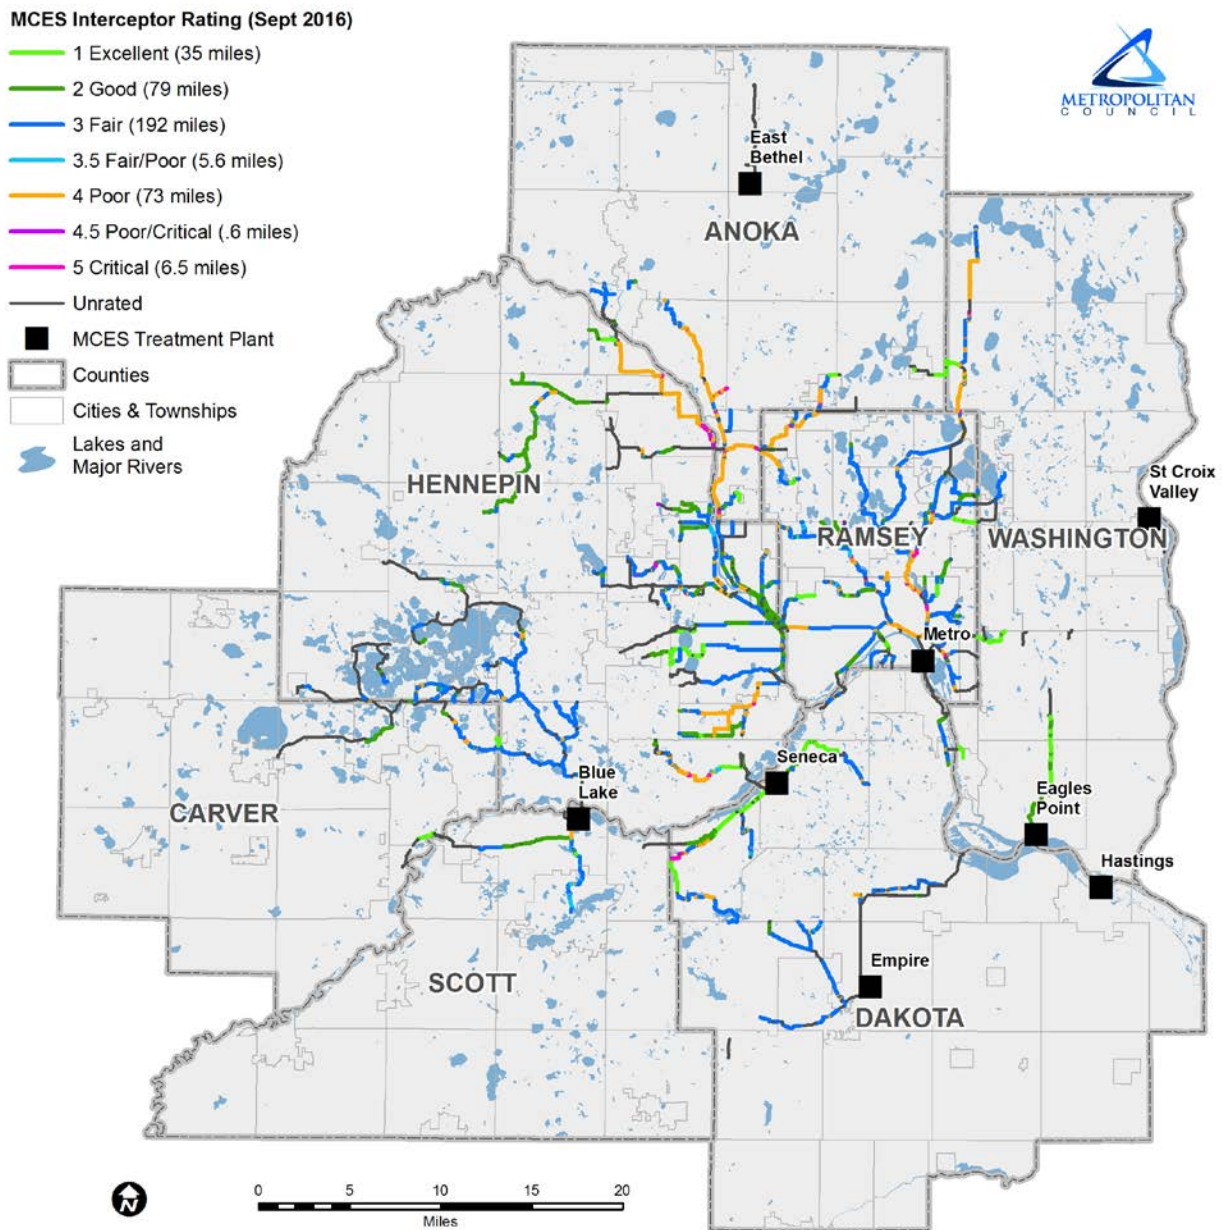 MCES Interceptor Rating (Sept 2016)
1 Excellent (35 miles)
2 Good (79 miles)
3 Fair (192 miles)
3.5 Fair/Poor (5.6 miles)
4 Poor (73 miles)
4.5 Poor/Critical (.6 miles)
5 Critical (6.5 miles)
Unrated
MCES Treatment Plant
Counties
Cities & Townships
Lakes and
Major Rivers
METROPOLITAN
COUNCIL
East
Bethel
ANOKA
HENNEPIN
St Croix
Valley
RAMSEY
WASHINGTON
Metro
Seneca
Blue
Lake
Eagles
Point
CARVER
Hastings
SCOTT
Empire
DAKOTA
N
0 5 10 15 20
Miles